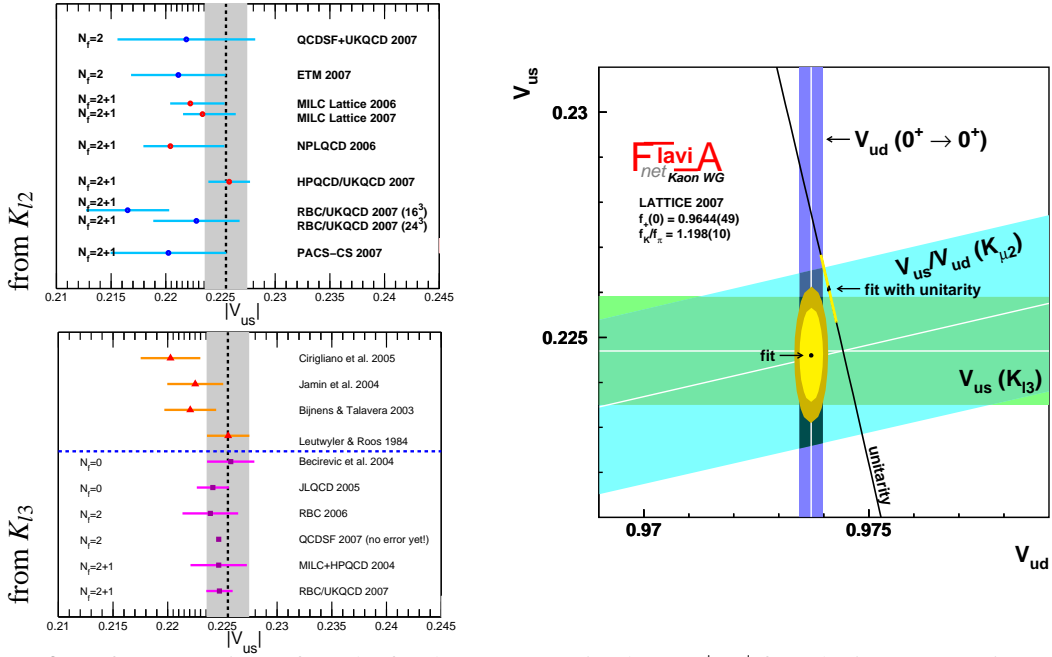 from K_l2
N_f=2 QCDSF+UKQCD 2007
N_f=2 ETM 2007
N_f=2+1 MILC Lattice 2006
N_f=2+1 MILC Lattice 2007
N_f=2+1 NPLQCD 2006
N_f=2+1 HPQCD/UKQCD 2007
N_f=2+1 RBC/UKQCD 2007 (16^3)
N_f=2+1 RBC/UKQCD 2007 (24^3)
N_f=2+1 PACS−CS 2007
0.21 0.215 0.22 0.225 0.23 0.235 0.24 0.245
|V_us|
from K_l3
Cirigliano et al. 2005
Jamin et al. 2004
Bijnens & Talavera 2003
Leutwyler & Roos 1984
N_f=0 Becirevic et al. 2004
N_f=0 JLQCD 2005
N_f=2 RBC 2006
N_f=2 QCDSF 2007 (no error yet!)
N_f=2+1 MILC+HPQCD 2004
N_f=2+1 RBC/UKQCD 2007
0.21 0.215 0.22 0.225 0.23 0.235 0.24 0.245
|V_us|
V_us
0.23
0.225
V_ud (0^+ → 0^+)
FlaviA
net Kaon WG
LATTICE 2007
f_+(0) = 0.9644(49)
f_K/f_π = 1.198(10)
V_us/V_ud (K_μ2)
fit with unitarity
fit
V_us (K_l3)
unitarity
0.97 0.975
V_ud